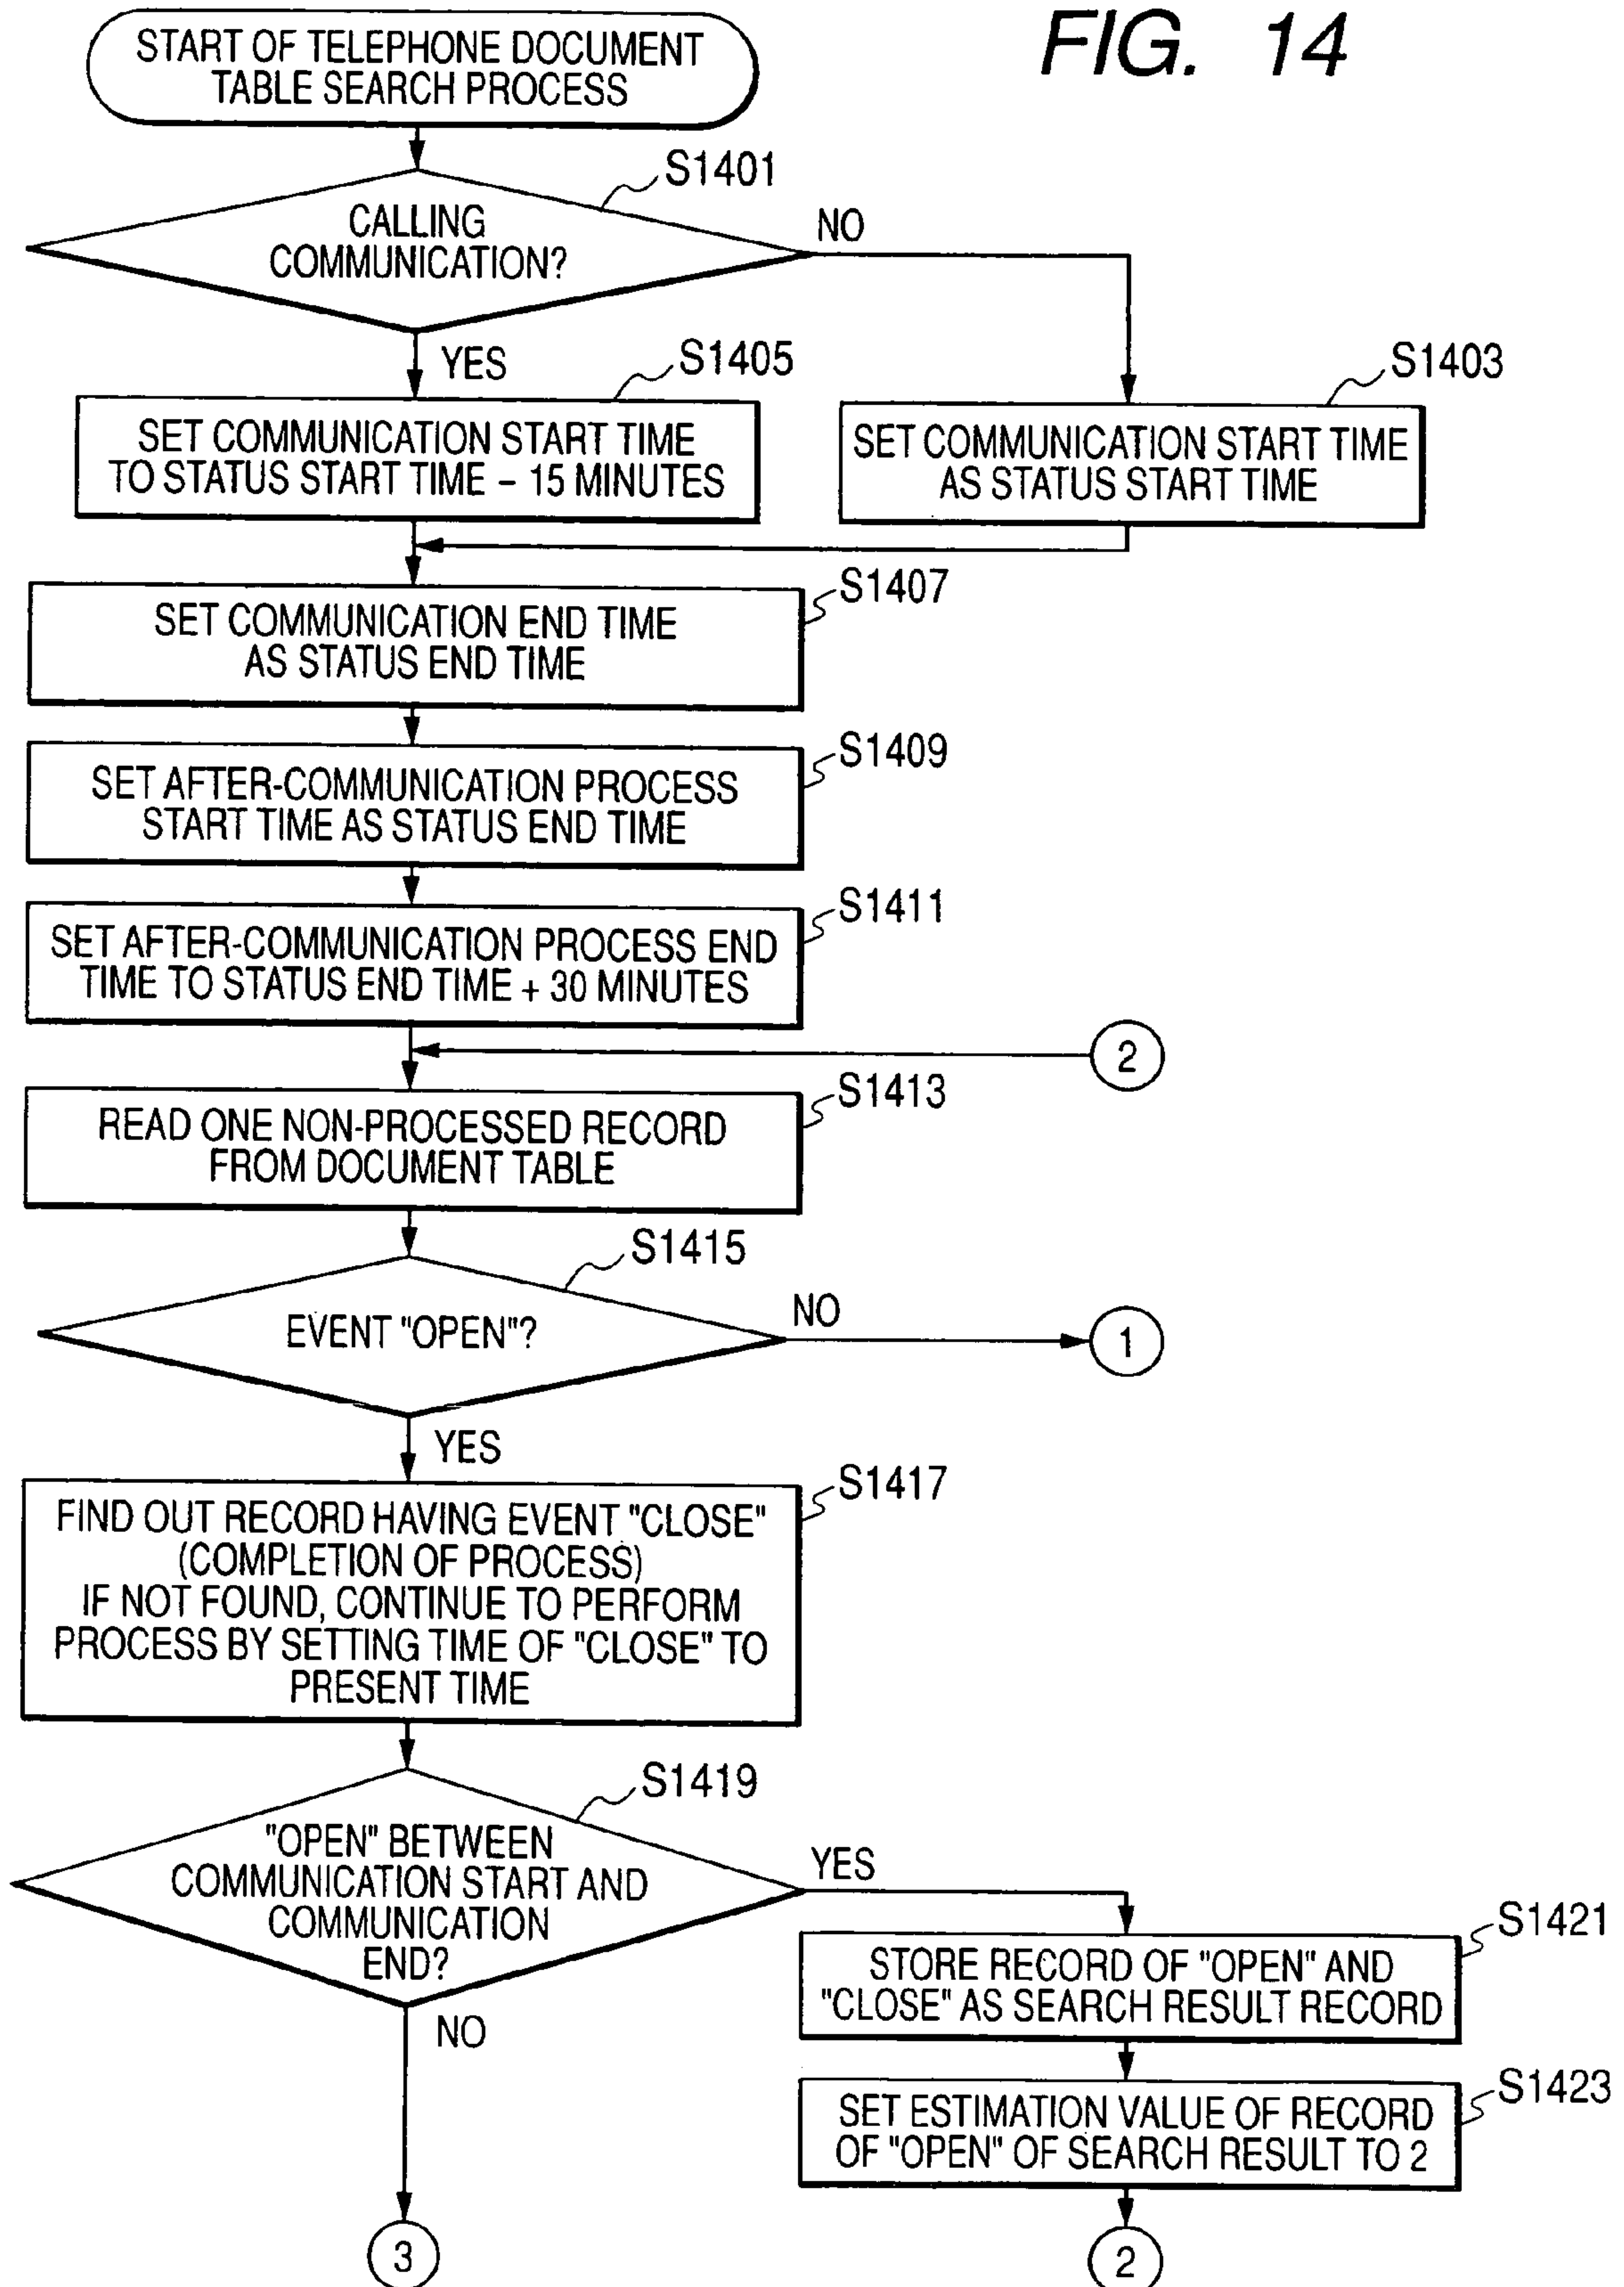 FIG. 14
START OF TELEPHONE DOCUMENT
TABLE SEARCH PROCESS
S1401
CALLING
COMMUNICATION?
NO
YES
S1405
SET COMMUNICATION START TIME
TO STATUS START TIME – 15 MINUTES
S1403
SET COMMUNICATION START TIME
AS STATUS START TIME
S1407
SET COMMUNICATION END TIME
AS STATUS END TIME
S1409
SET AFTER-COMMUNICATION PROCESS
START TIME AS STATUS END TIME
S1411
SET AFTER-COMMUNICATION PROCESS END
TIME TO STATUS END TIME + 30 MINUTES
2
S1413
READ ONE NON-PROCESSED RECORD
FROM DOCUMENT TABLE
S1415
EVENT "OPEN"?
NO
1
YES
S1417
FIND OUT RECORD HAVING EVENT "CLOSE"
(COMPLETION OF PROCESS)
IF NOT FOUND, CONTINUE TO PERFORM
PROCESS BY SETTING TIME OF "CLOSE" TO
PRESENT TIME
S1419
"OPEN" BETWEEN
COMMUNICATION START AND
COMMUNICATION
END?
YES
NO
S1421
STORE RECORD OF "OPEN" AND
"CLOSE" AS SEARCH RESULT RECORD
S1423
SET ESTIMATION VALUE OF RECORD
OF "OPEN" OF SEARCH RESULT TO 2
3
2